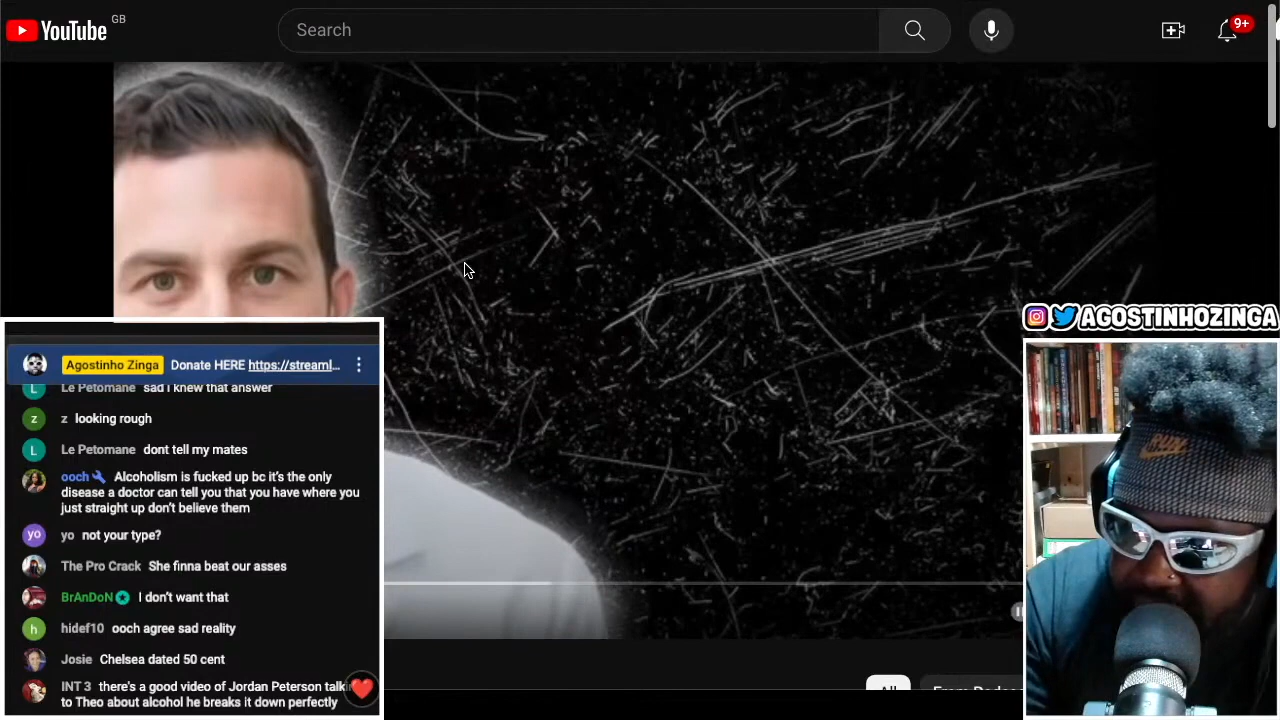 YouTube GB
Search
9+
AGOSTINHOZINGA
Agostinho Zinga Donate HERE https://streaml...
L Le Petomane sad I knew that answer
z z looking rough
L Le Petomane dont tell my mates
ooch Alcoholism is fucked up bc it's the only
disease a doctor can tell you that you have where you
just straight up don't believe them
yo yo not your type?
The Pro Crack She finna beat our asses
BrAnDoN I don't want that
h hidef10 ooch agree sad reality
Josie Chelsea dated 50 cent
INT 3 there's a good video of Jordan Peterson talk
to Theo about alcohol he breaks it down perfectly
RUN
All